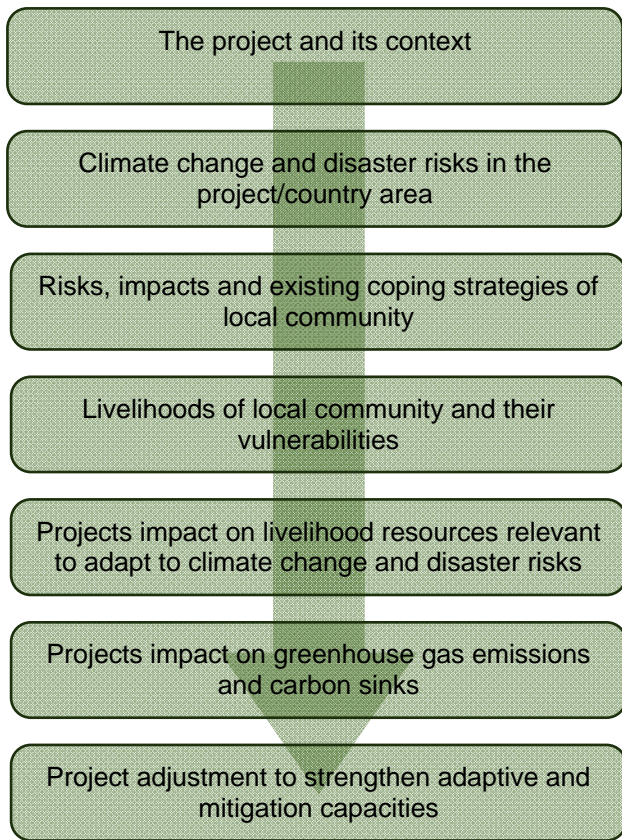 The project and its context
Climate change and disaster risks in the
project/country area
Risks, impacts and existing coping strategies of
local community
Livelihoods of local community and their
vulnerabilities
Projects impact on livelihood resources relevant
to adapt to climate change and disaster risks
Projects impact on greenhouse gas emissions
and carbon sinks
Project adjustment to strengthen adaptive and
mitigation capacities